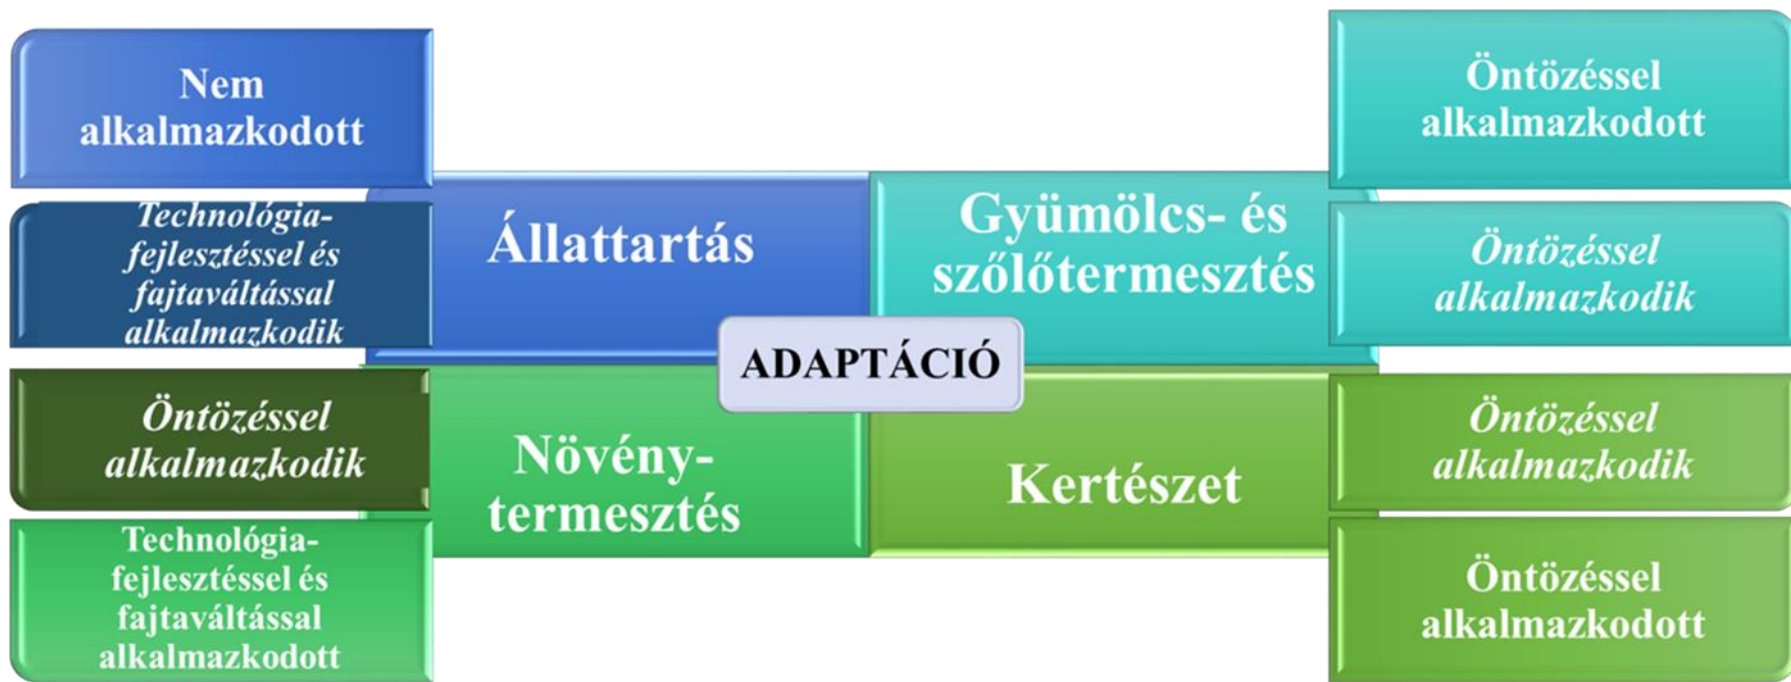 Nem
alkalmazkodott
Technológia-
fejlesztéssel és
fajtaváltással
alkalmazkodik
Öntözéssel
alkalmazkodik
Technológia-
fejlesztéssel és
fajtaváltással
alkalmazkodott
Állattartás
Gyümölcs- és
szőlőtermesztés
ADAPTÁCIÓ
Növény-
termesztés
Kertészet
Öntözéssel
alkalmazkodott
Öntözéssel
alkalmazkodik
Öntözéssel
alkalmazkodik
Öntözéssel
alkalmazkodott